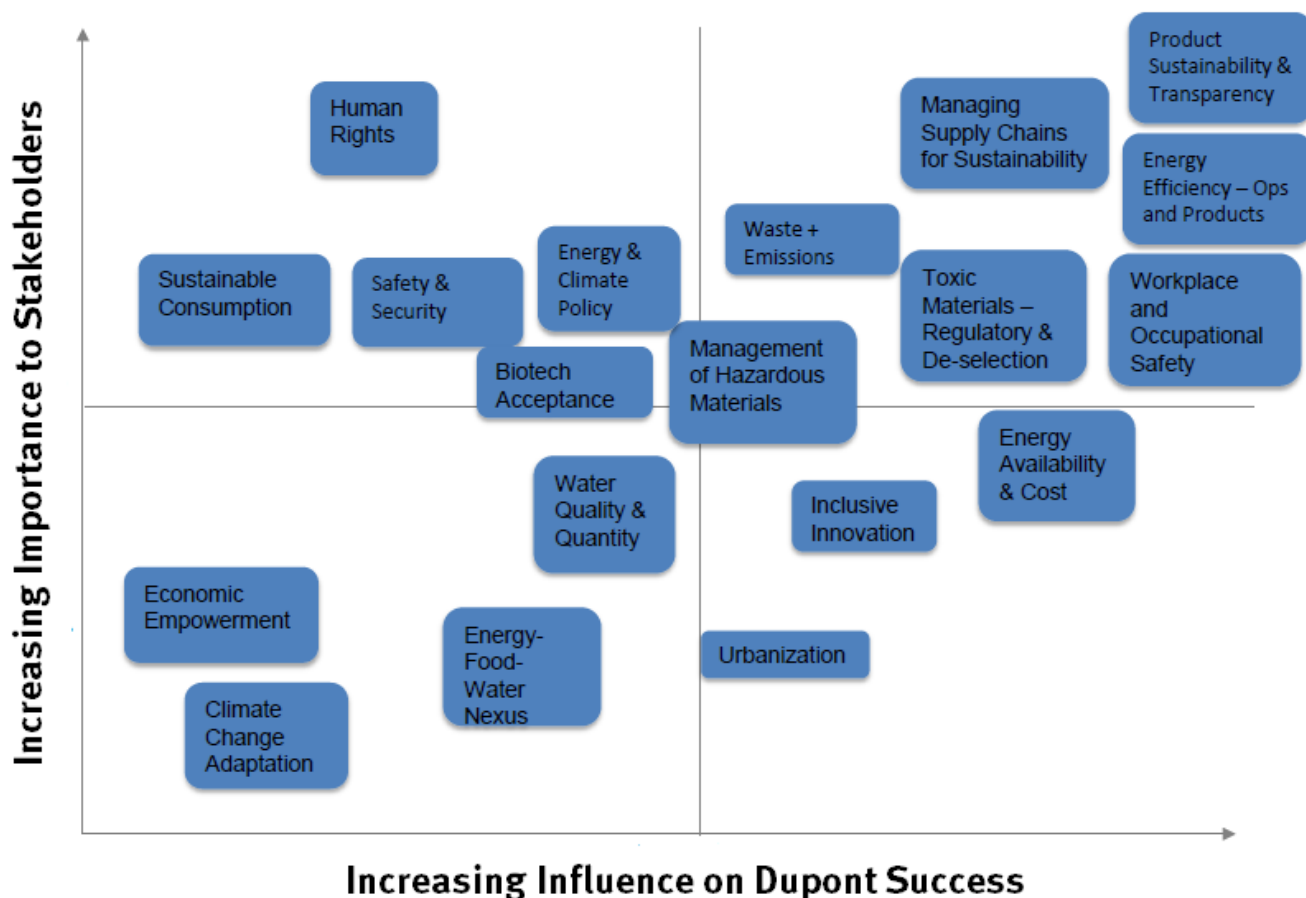 Increasing Importance to Stakeholders
Product
Sustainability &
Transparency
Human
Rights
Managing
Supply Chains
for Sustainability
Energy
Efficiency – Ops
and Products
Waste +
Emissions
Energy &
Climate
Policy
Sustainable
Consumption
Safety &
Security
Toxic
Materials –
Regulatory &
De-selection
Workplace
and
Occupational
Safety
Biotech
Acceptance
Management
of Hazardous
Materials
Energy
Availability
& Cost
Water
Quality &
Quantity
Inclusive
Innovation
Economic
Empowerment
Energy-
Food-
Water
Nexus
Urbanization
Climate
Change
Adaptation
Increasing Influence on Dupont Success